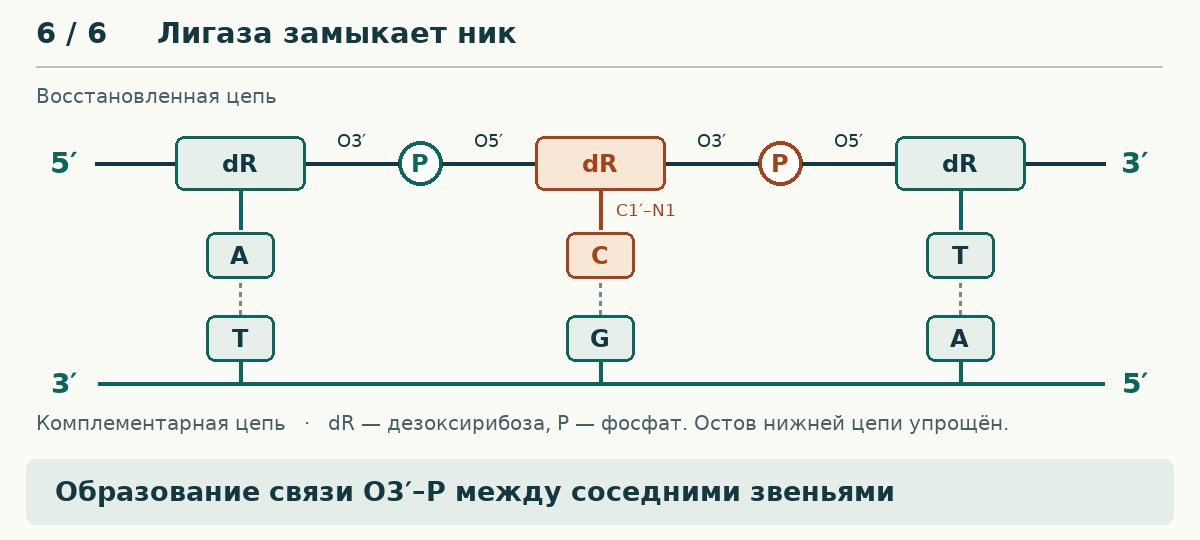 6 / 6 Лигаза замыкает ник
Восстановленная цепь
O3′ O5′ O3′ O5′
5′ dR P dR P dR 3′
C1′–N1
A C T
T G A
3′ 5′
Комплементарная цепь · dR — дезоксирибоза, P — фосфат. Остов нижней цепи упрощён.
Образование связи O3′–P между соседними звеньями